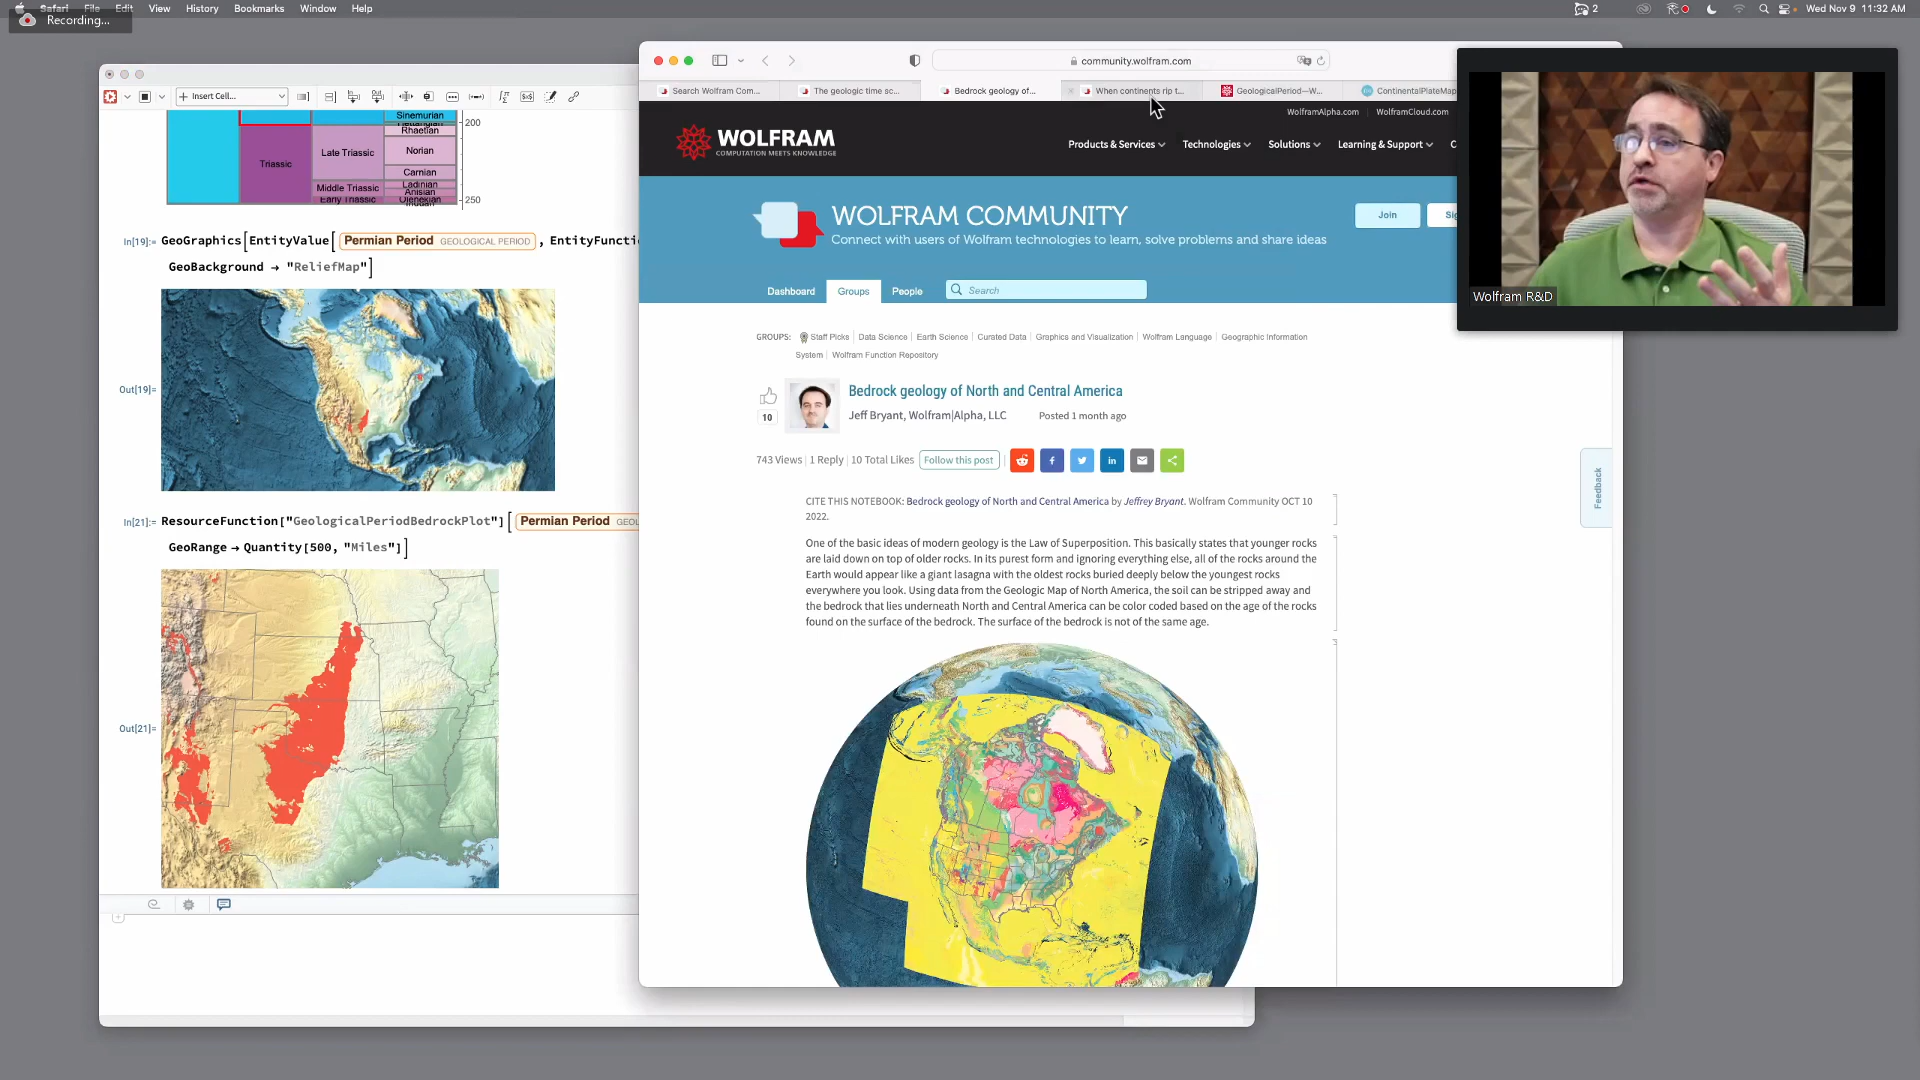 Safari File Edit View History Bookmarks Window Help
2
Wed Nov 9 11:32 AM
Recording...
Insert Cell...
Sinemurian
Hettangian
Rhaetian
200
Triassic
Late Triassic
Norian
Carnian
Middle Triassic
Ladinian
Anisian
Early Triassic
Olenekian
250
In[19]:= GeoGraphics[EntityValue[ Permian Period GEOLOGICAL PERIOD , EntityFuncti
GeoBackground → "ReliefMap"]
Out[19]=
In[21]:= ResourceFunction["GeologicalPeriodBedrockPlot"][ Permian Period GEOL
GeoRange → Quantity[500, "Miles"]]
Out[21]=
community.wolfram.com
Search Wolfram Com...
The geologic time sc...
Bedrock geology of...
When continents rip t...
GeologicalPeriod—W...
ContinentalPlateMap
WolframAlpha.com | WolframCloud.com
WOLFRAM
COMPUTATION MEETS KNOWLEDGE
Products & Services Technologies Solutions Learning & Support C
WOLFRAM COMMUNITY
Connect with users of Wolfram technologies to learn, solve problems and share ideas
Join
Sig
Dashboard Groups People Search
GROUPS: Staff Picks | Data Science | Earth Science | Curated Data | Graphics and Visualization | Wolfram Language | Geographic Information
System | Wolfram Function Repository
Bedrock geology of North and Central America
Jeff Bryant, Wolfram|Alpha, LLC Posted 1 month ago
10
743 Views | 1 Reply | 10 Total Likes Follow this post
CITE THIS NOTEBOOK: Bedrock geology of North and Central America by Jeffrey Bryant. Wolfram Community OCT 10
2022.
One of the basic ideas of modern geology is the Law of Superposition. This basically states that younger rocks
are laid down on top of older rocks. In its purest form and ignoring everything else, all of the rocks around the
Earth would appear like a giant lasagna with the oldest rocks buried deeply below the youngest rocks
everywhere you look. Using data from the Geologic Map of North America, the soil can be stripped away and
the bedrock that lies underneath North and Central America can be color coded based on the age of the rocks
found on the surface of the bedrock. The surface of the bedrock is not of the same age.
Feedback
Wolfram R&D